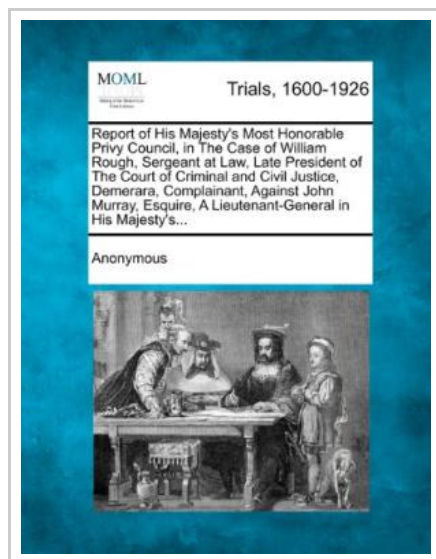 MOML
Trials, 1600-1926
Report of His Majesty's Most Honorable
Privy Council, in The Case of William
Rough, Sergeant at Law, Late President of
The Court of Criminal and Civil Justice,
Demerara, Complainant, Against John
Murray, Esquire, A Lieutenant-General in
His Majesty's...
Anonymous